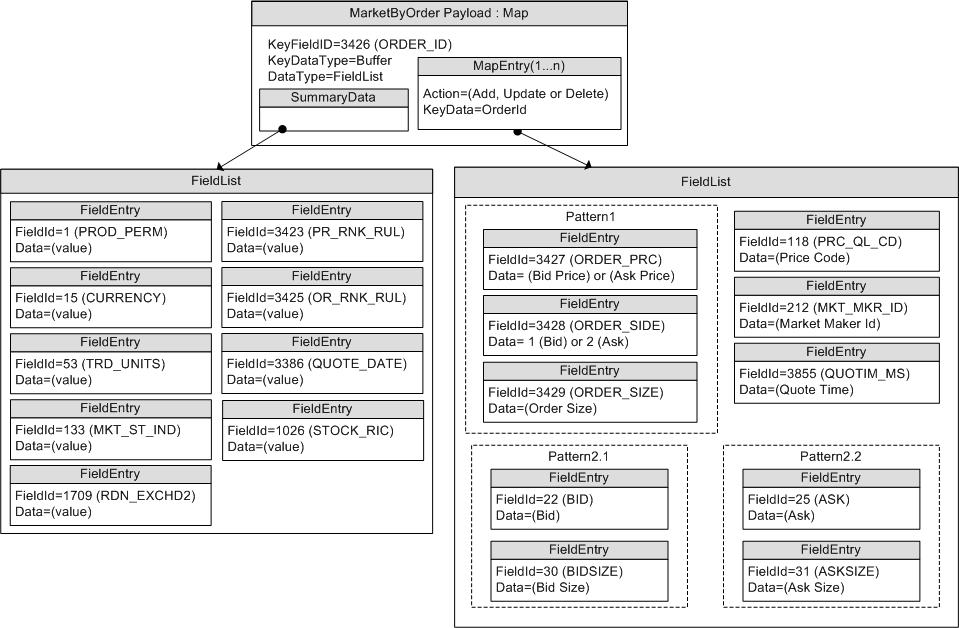 MarketByOrder Payload : Map
KeyFieldID=3426 (ORDER_ID)
KeyDataType=Buffer
DataType=FieldList
SummaryData
MapEntry(1...n)
Action=(Add, Update or Delete)
KeyData=OrderId
FieldList
FieldEntry
FieldId=1 (PROD_PERM)
Data=(value)
FieldEntry
FieldId=15 (CURRENCY)
Data=(value)
FieldEntry
FieldId=53 (TRD_UNITS)
Data=(value)
FieldEntry
FieldId=133 (MKT_ST_IND)
Data=(value)
FieldEntry
FieldId=1709 (RDN_EXCHD2)
Data=(value)
FieldEntry
FieldId=3423 (PR_RNK_RUL)
Data=(value)
FieldEntry
FieldId=3425 (OR_RNK_RUL)
Data=(value)
FieldEntry
FieldId=3386 (QUOTE_DATE)
Data=(value)
FieldEntry
FieldId=1026 (STOCK_RIC)
Data=(value)
FieldList
Pattern1
FieldEntry
FieldId=3427 (ORDER_PRC)
Data= (Bid Price) or (Ask Price)
FieldEntry
FieldId=3428 (ORDER_SIDE)
Data= 1 (Bid) or 2 (Ask)
FieldEntry
FieldId=3429 (ORDER_SIZE)
Data=(Order Size)
FieldEntry
FieldId=118 (PRC_QL_CD)
Data=(Price Code)
FieldEntry
FieldId=212 (MKT_MKR_ID)
Data=(Market Maker Id)
FieldEntry
FieldId=3855 (QUOTIM_MS)
Data=(Quote Time)
Pattern2.1
FieldEntry
FieldId=22 (BID)
Data=(Bid)
FieldEntry
FieldId=30 (BIDSIZE)
Data=(Bid Size)
Pattern2.2
FieldEntry
FieldId=25 (ASK)
Data=(Ask)
FieldEntry
FieldId=31 (ASKSIZE)
Data=(Ask Size)